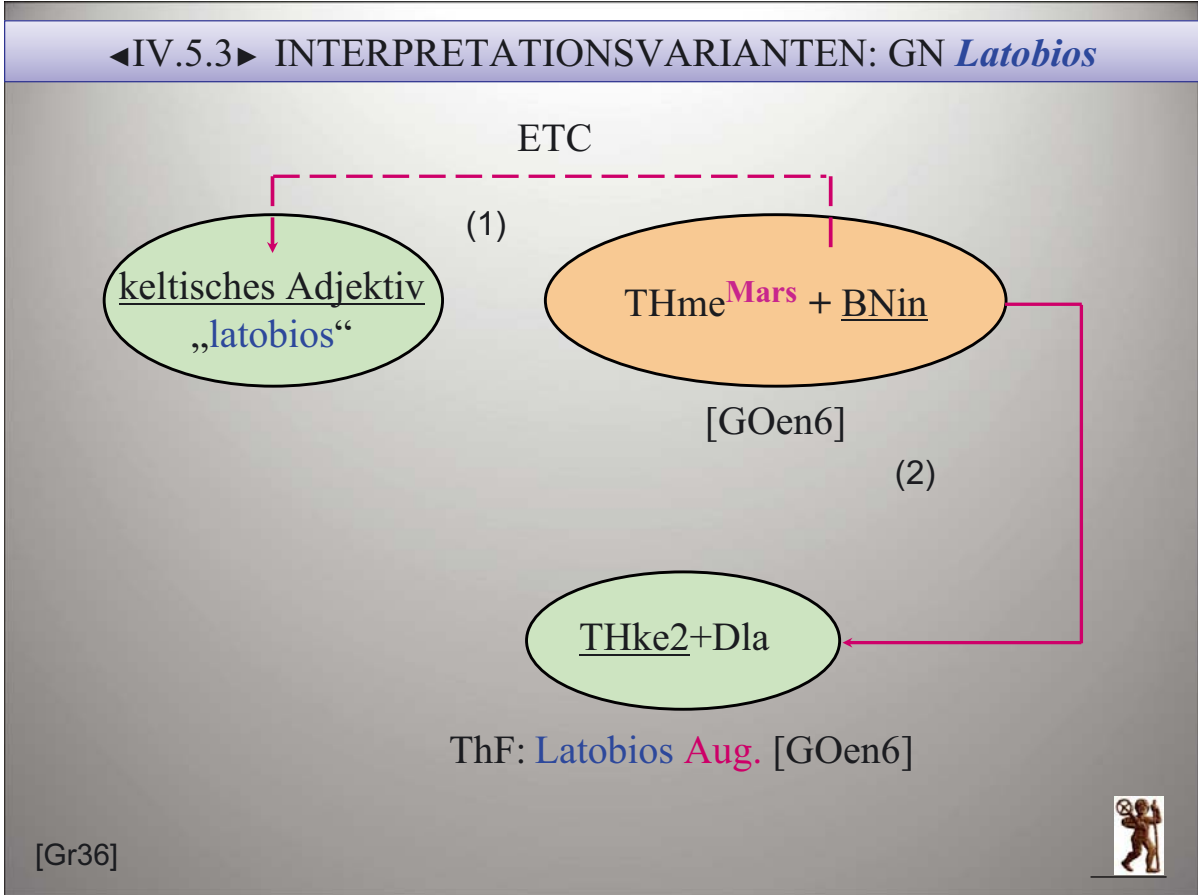 ◄IV.5.3► INTERPRETATIONSVARIANTEN: GN Latobios
ETC
(1)
keltisches Adjektiv
„latobios“
THmeMars + BNin
[GOen6]
(2)
THke2+Dla
ThF: Latobios Aug. [GOen6]
[Gr36]